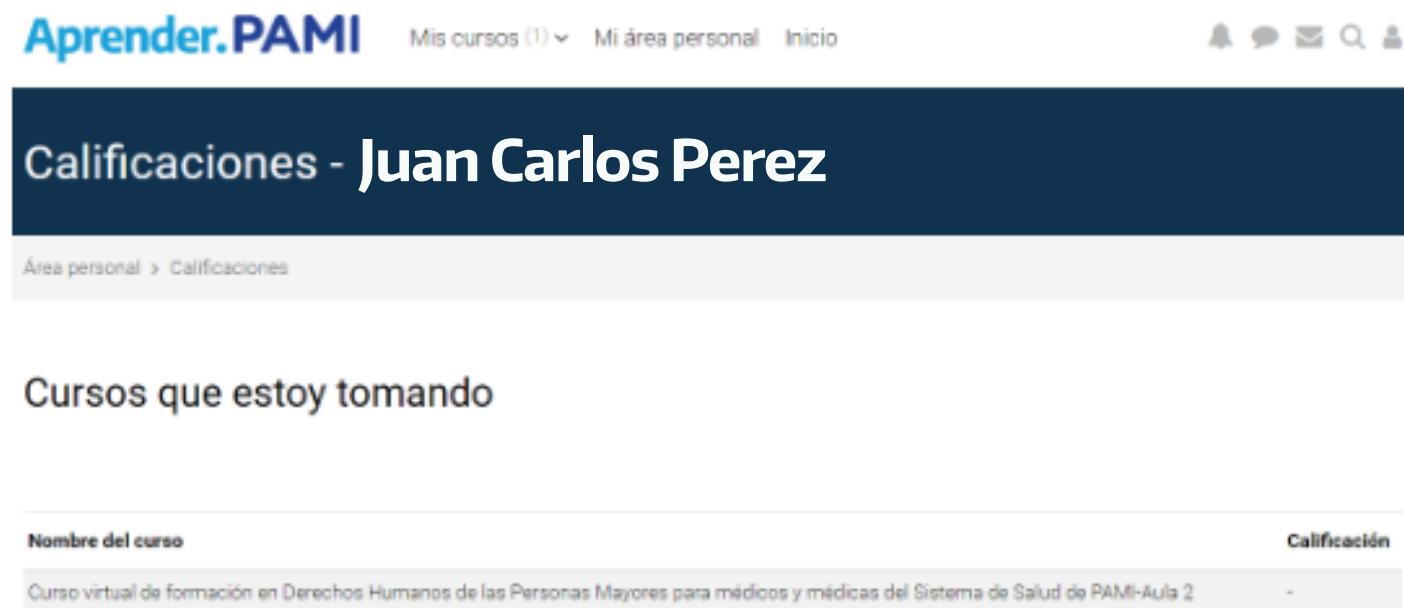 Aprender.PAMI Mis cursos (1) Mi área personal Inicio
Calificaciones - Juan Carlos Perez
Área personal > Calificaciones
Cursos que estoy tomando
Nombre del curso Calificación
Curso virtual de formación en Derechos Humanos de las Personas Mayores para médicos y médicas del Sistema de Salud de PAMI-Aula 2 -